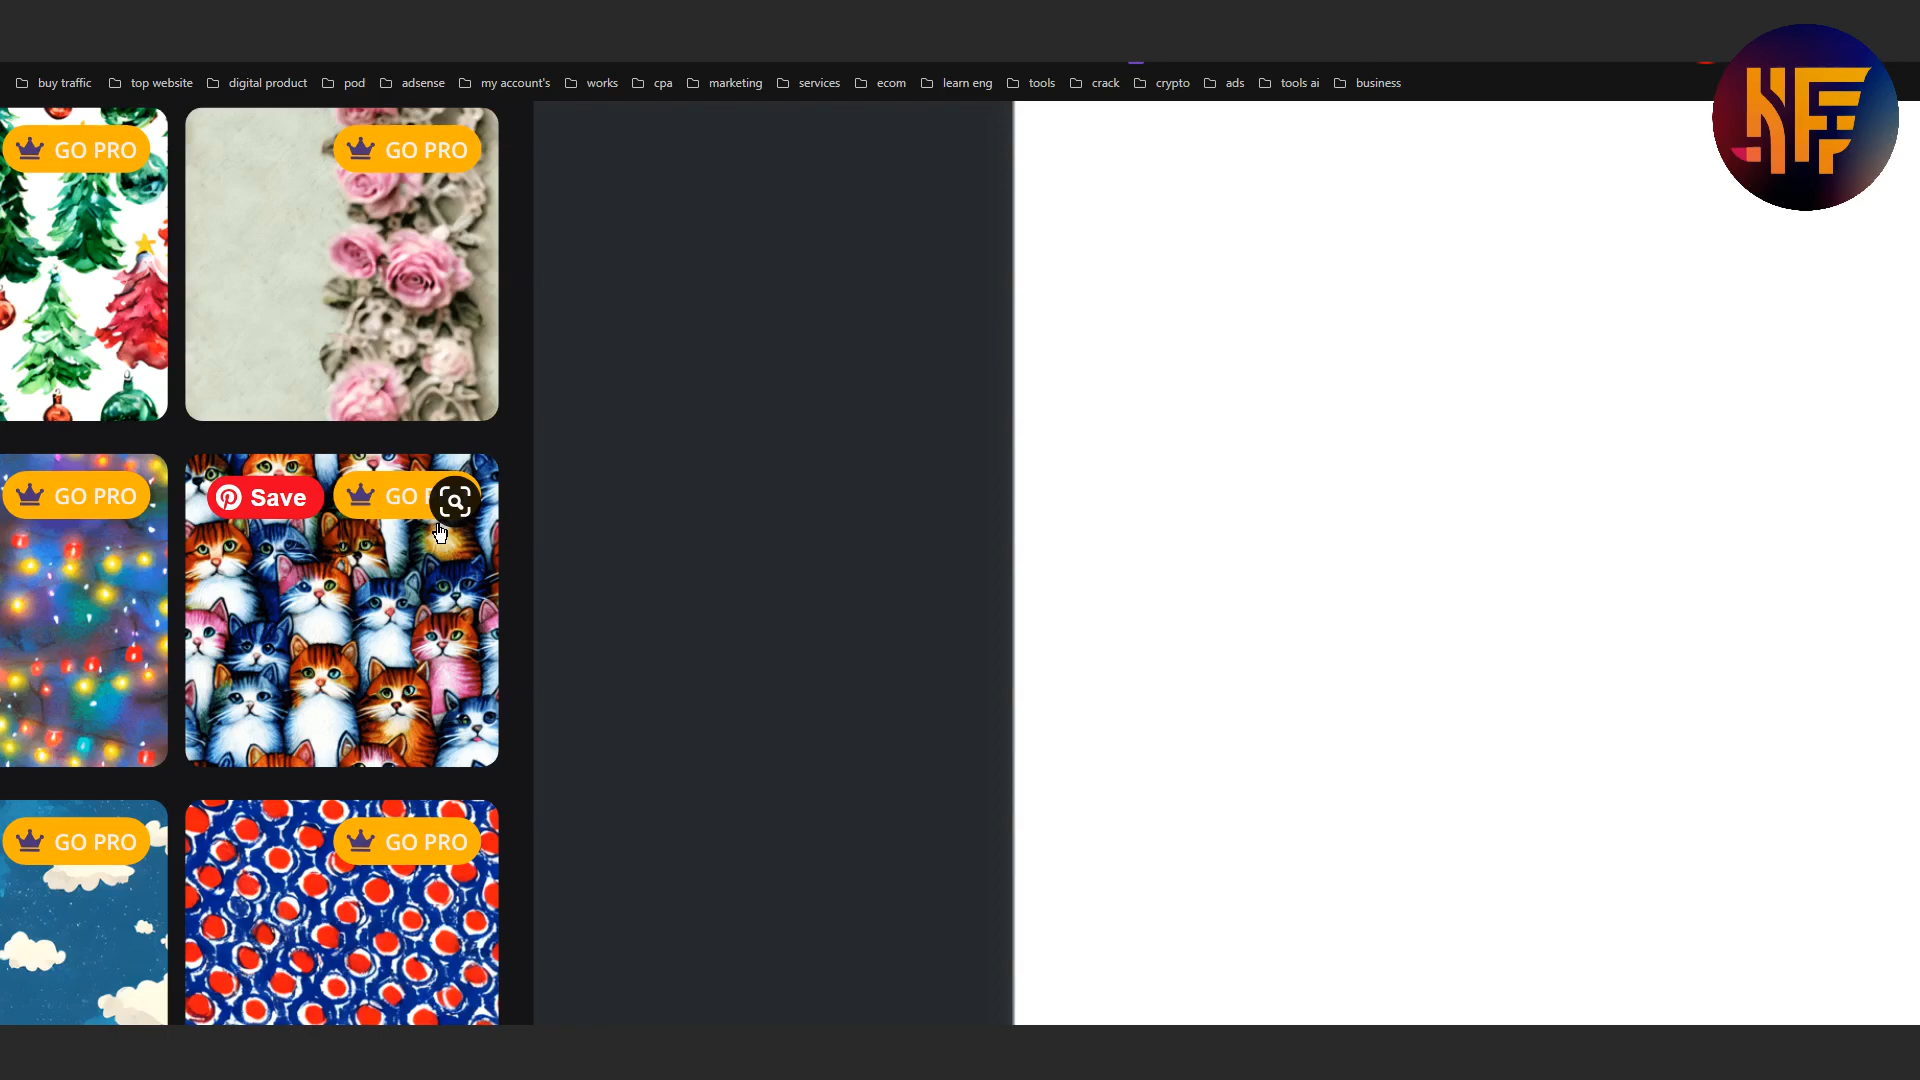 buy traffic top website digital product pod adsense my account's works cpa marketing services ecom learn eng tools crack crypto ads tools ai business
GO PRO
GO PRO
GO PRO
Save
GO
GO PRO
GO PRO